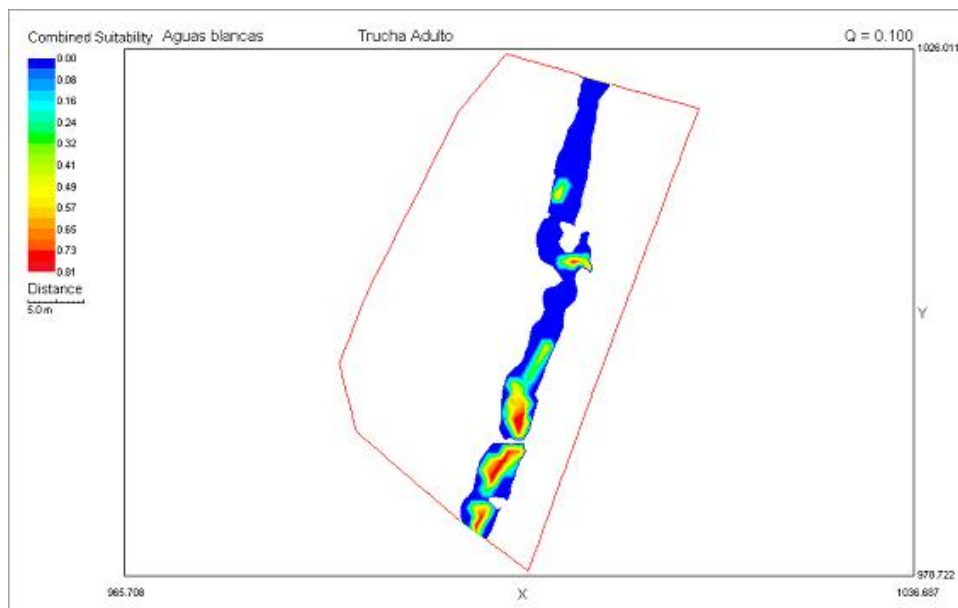 Combined Suitability Aguas blancas Trucha Adulto Q = 0.100
1026.011
0.00
0.08
0.16
0.24
0.32
0.41
0.49
0.57
0.65
0.73
0.81
Distance
5.0 m
Y
978.722
965.708 X 1036.687